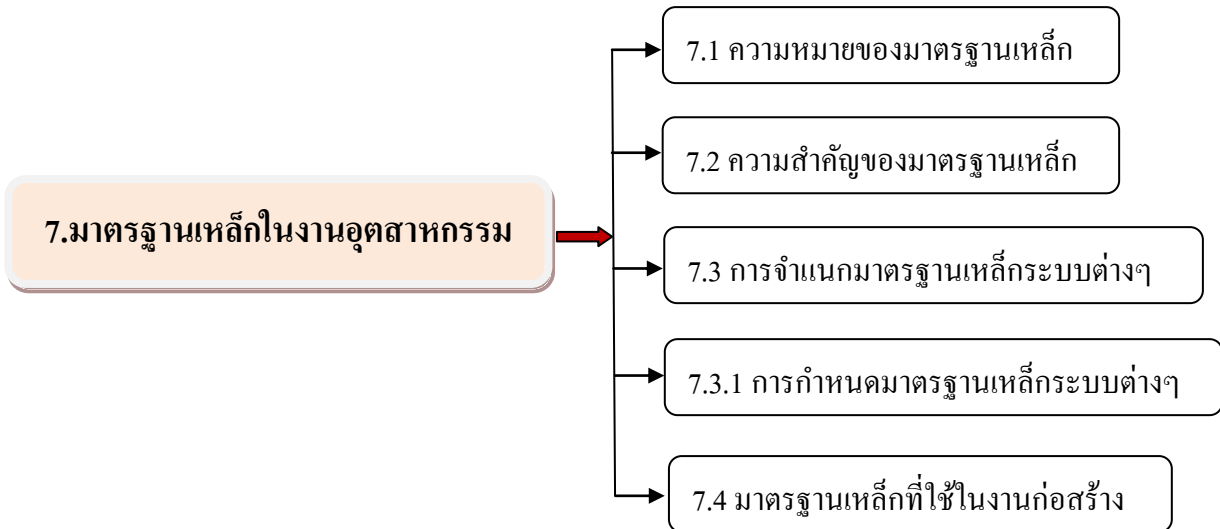 7.1 ความหมายของมาตรฐานเหล็ก
7.2 ความสำคัญของมาตรฐานเหล็ก
7.มาตรฐานเหล็กในงานอุตสาหกรรม
7.3 การจำแนกมาตรฐานเหล็กระบบต่างๆ
7.3.1 การกำหนดมาตรฐานเหล็กระบบต่างๆ
7.4 มาตรฐานเหล็กที่ใช้ในงานก่อสร้าง